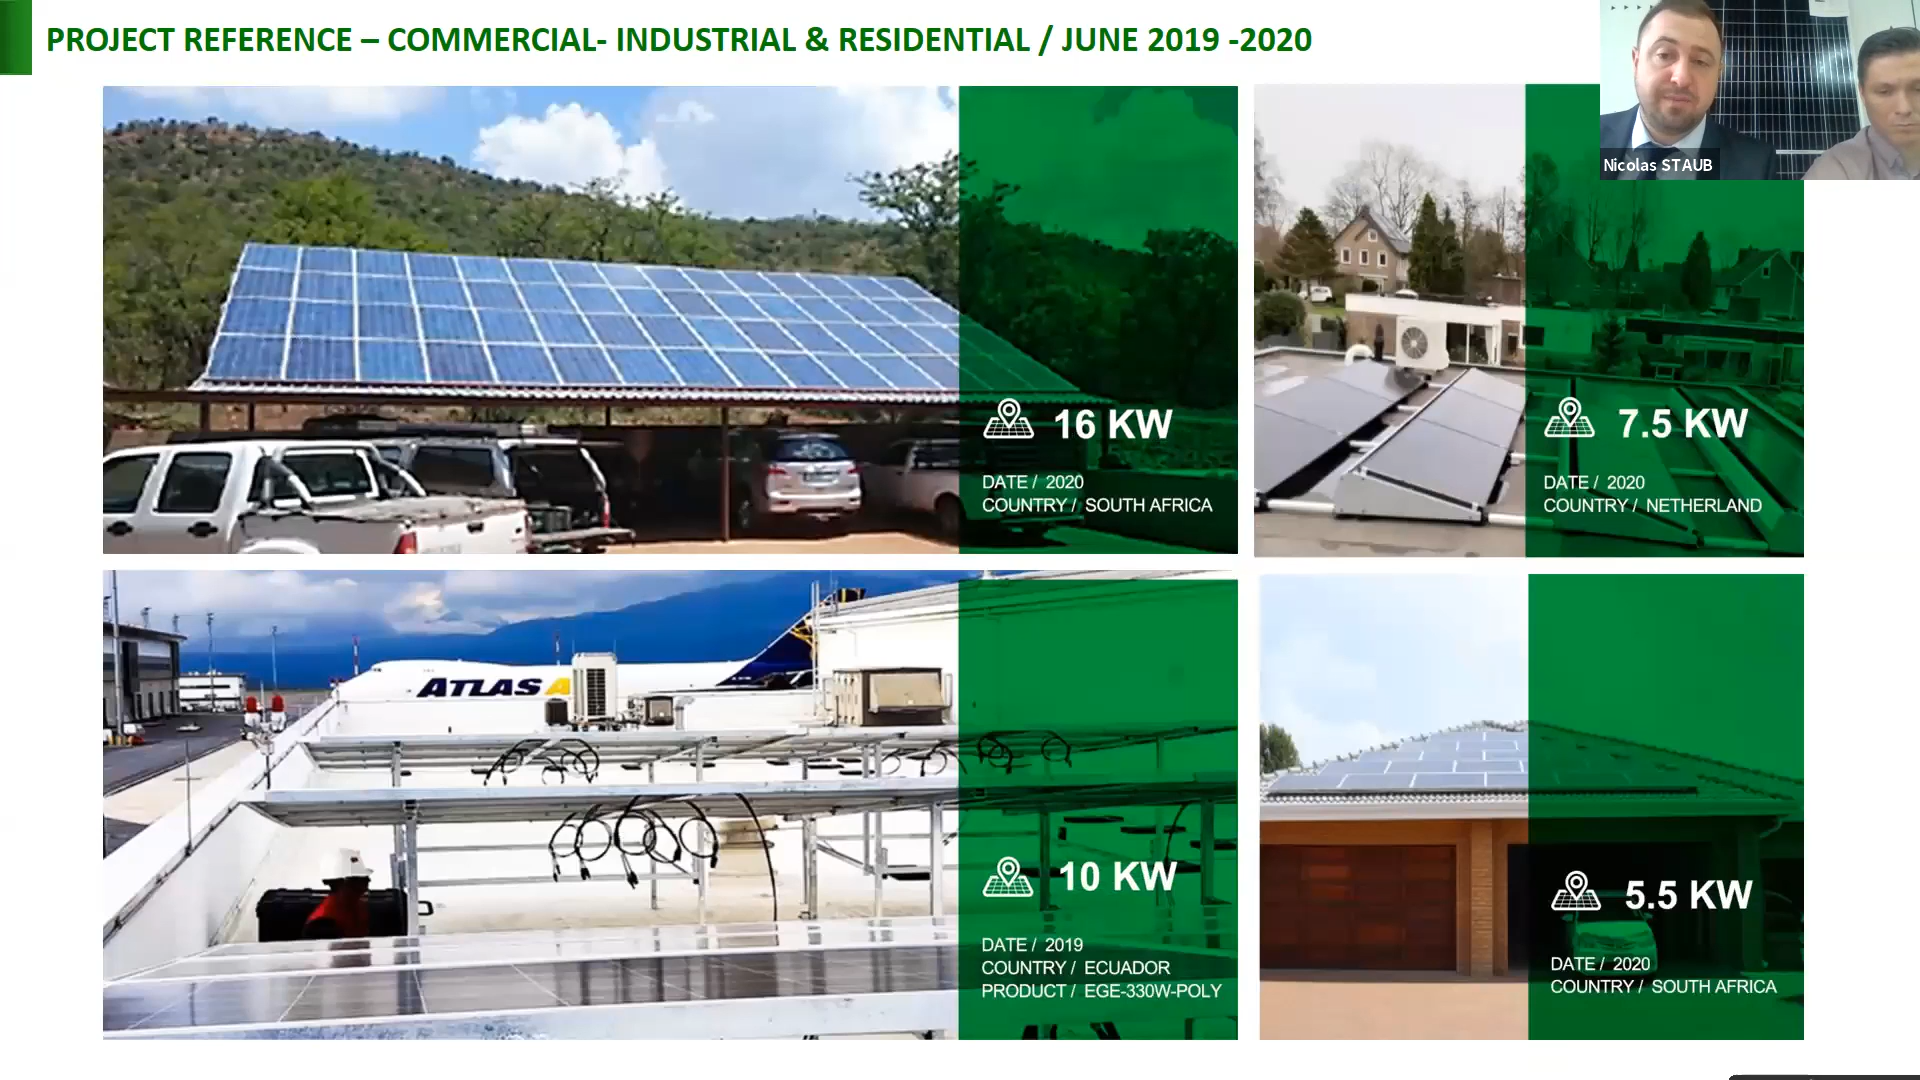 PROJECT REFERENCE – COMMERCIAL- INDUSTRIAL & RESIDENTIAL / JUNE 2019 -2020
Nicolas STAUB
16 KW
DATE / 2020
COUNTRY / SOUTH AFRICA
7.5 KW
DATE / 2020
COUNTRY / NETHERLAND
ATLAS A
10 KW
DATE / 2019
COUNTRY / ECUADOR
PRODUCT / EGE-330W-POLY
5.5 KW
DATE / 2020
COUNTRY / SOUTH AFRICA